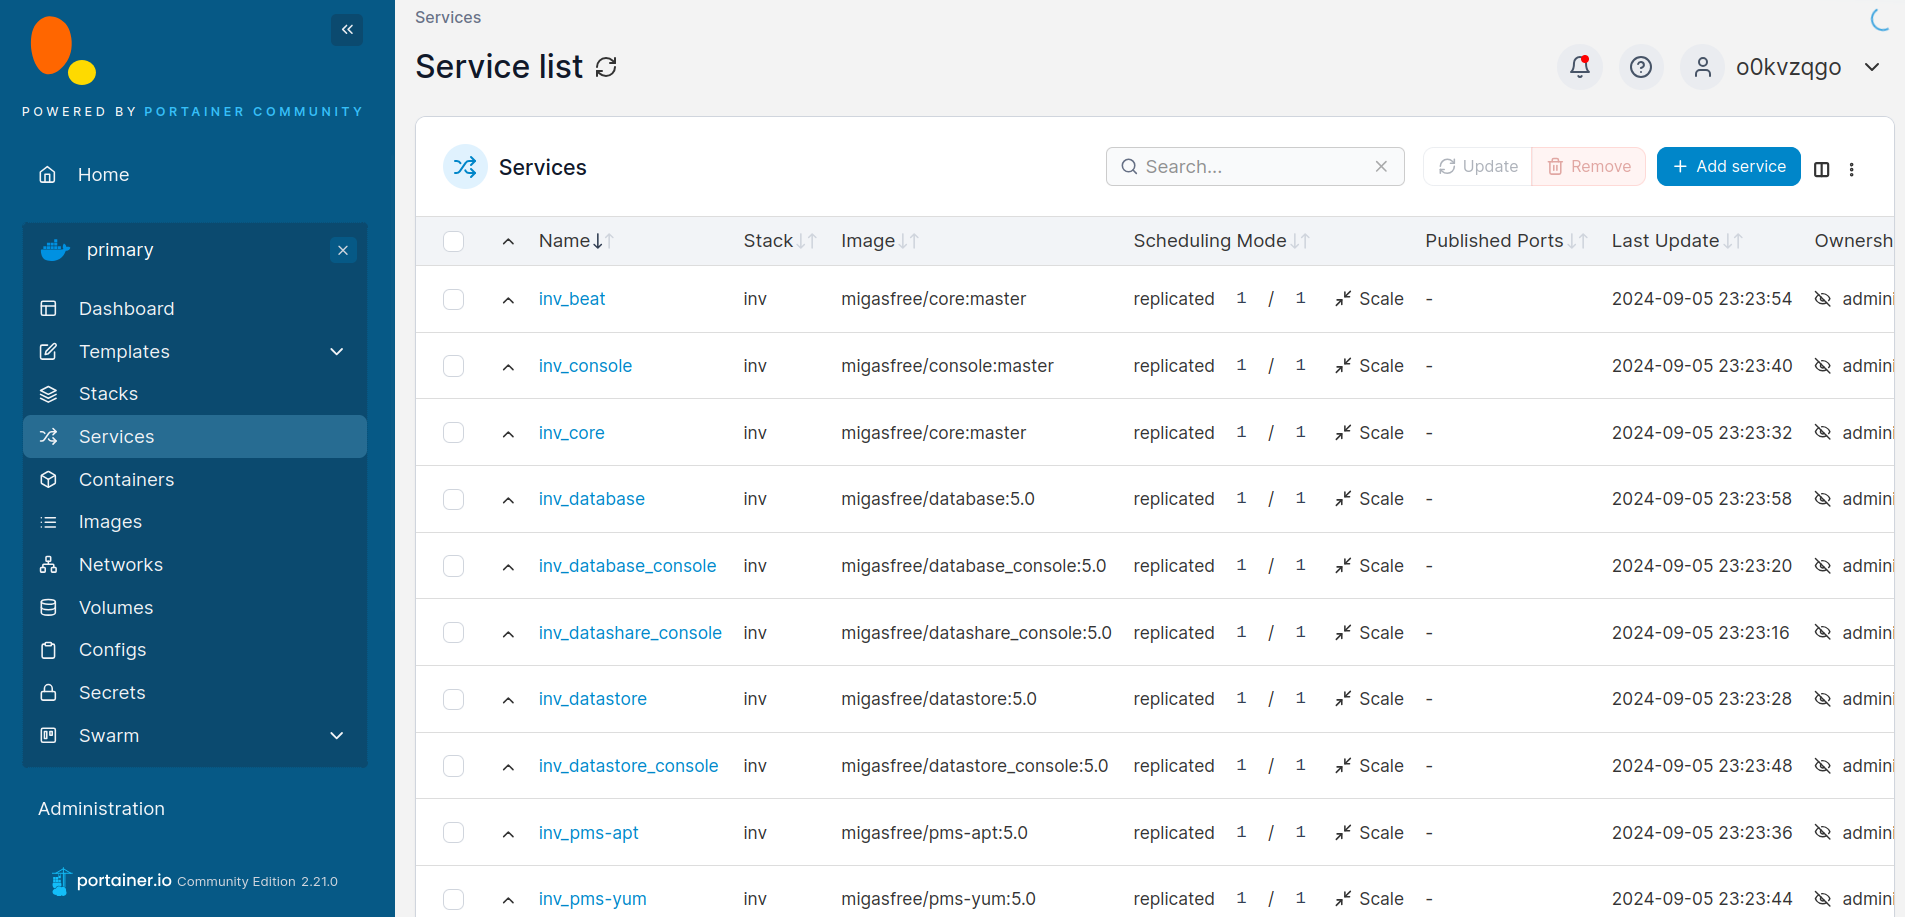 POWERED BY PORTAINER COMMUNITY
Home
primary
Dashboard
Templates
Stacks
Services
Containers
Images
Networks
Volumes
Configs
Secrets
Swarm
Administration
portainer.io Community Edition 2.21.0
Services
Service list
o0kvzqgo
Services
Search...
Update
Remove
Add service
Name Stack Image Scheduling Mode Published Ports Last Update Ownersh
inv_beat inv migasfree/core:master replicated 1 / 1 Scale - 2024-09-05 23:23:54 admini
inv_console inv migasfree/console:master replicated 1 / 1 Scale - 2024-09-05 23:23:40 admini
inv_core inv migasfree/core:master replicated 1 / 1 Scale - 2024-09-05 23:23:32 admini
inv_database inv migasfree/database:5.0 replicated 1 / 1 Scale - 2024-09-05 23:23:58 admini
inv_database_console inv migasfree/database_console:5.0 replicated 1 / 1 Scale - 2024-09-05 23:23:20 admini
inv_datashare_console inv migasfree/datashare_console:5.0 replicated 1 / 1 Scale - 2024-09-05 23:23:16 admini
inv_datastore inv migasfree/datastore:5.0 replicated 1 / 1 Scale - 2024-09-05 23:23:28 admini
inv_datastore_console inv migasfree/datastore_console:5.0 replicated 1 / 1 Scale - 2024-09-05 23:23:48 admini
inv_pms-apt inv migasfree/pms-apt:5.0 replicated 1 / 1 Scale - 2024-09-05 23:23:36 admini
inv_pms-yum inv migasfree/pms-yum:5.0 replicated 1 / 1 Scale - 2024-09-05 23:23:44 admini